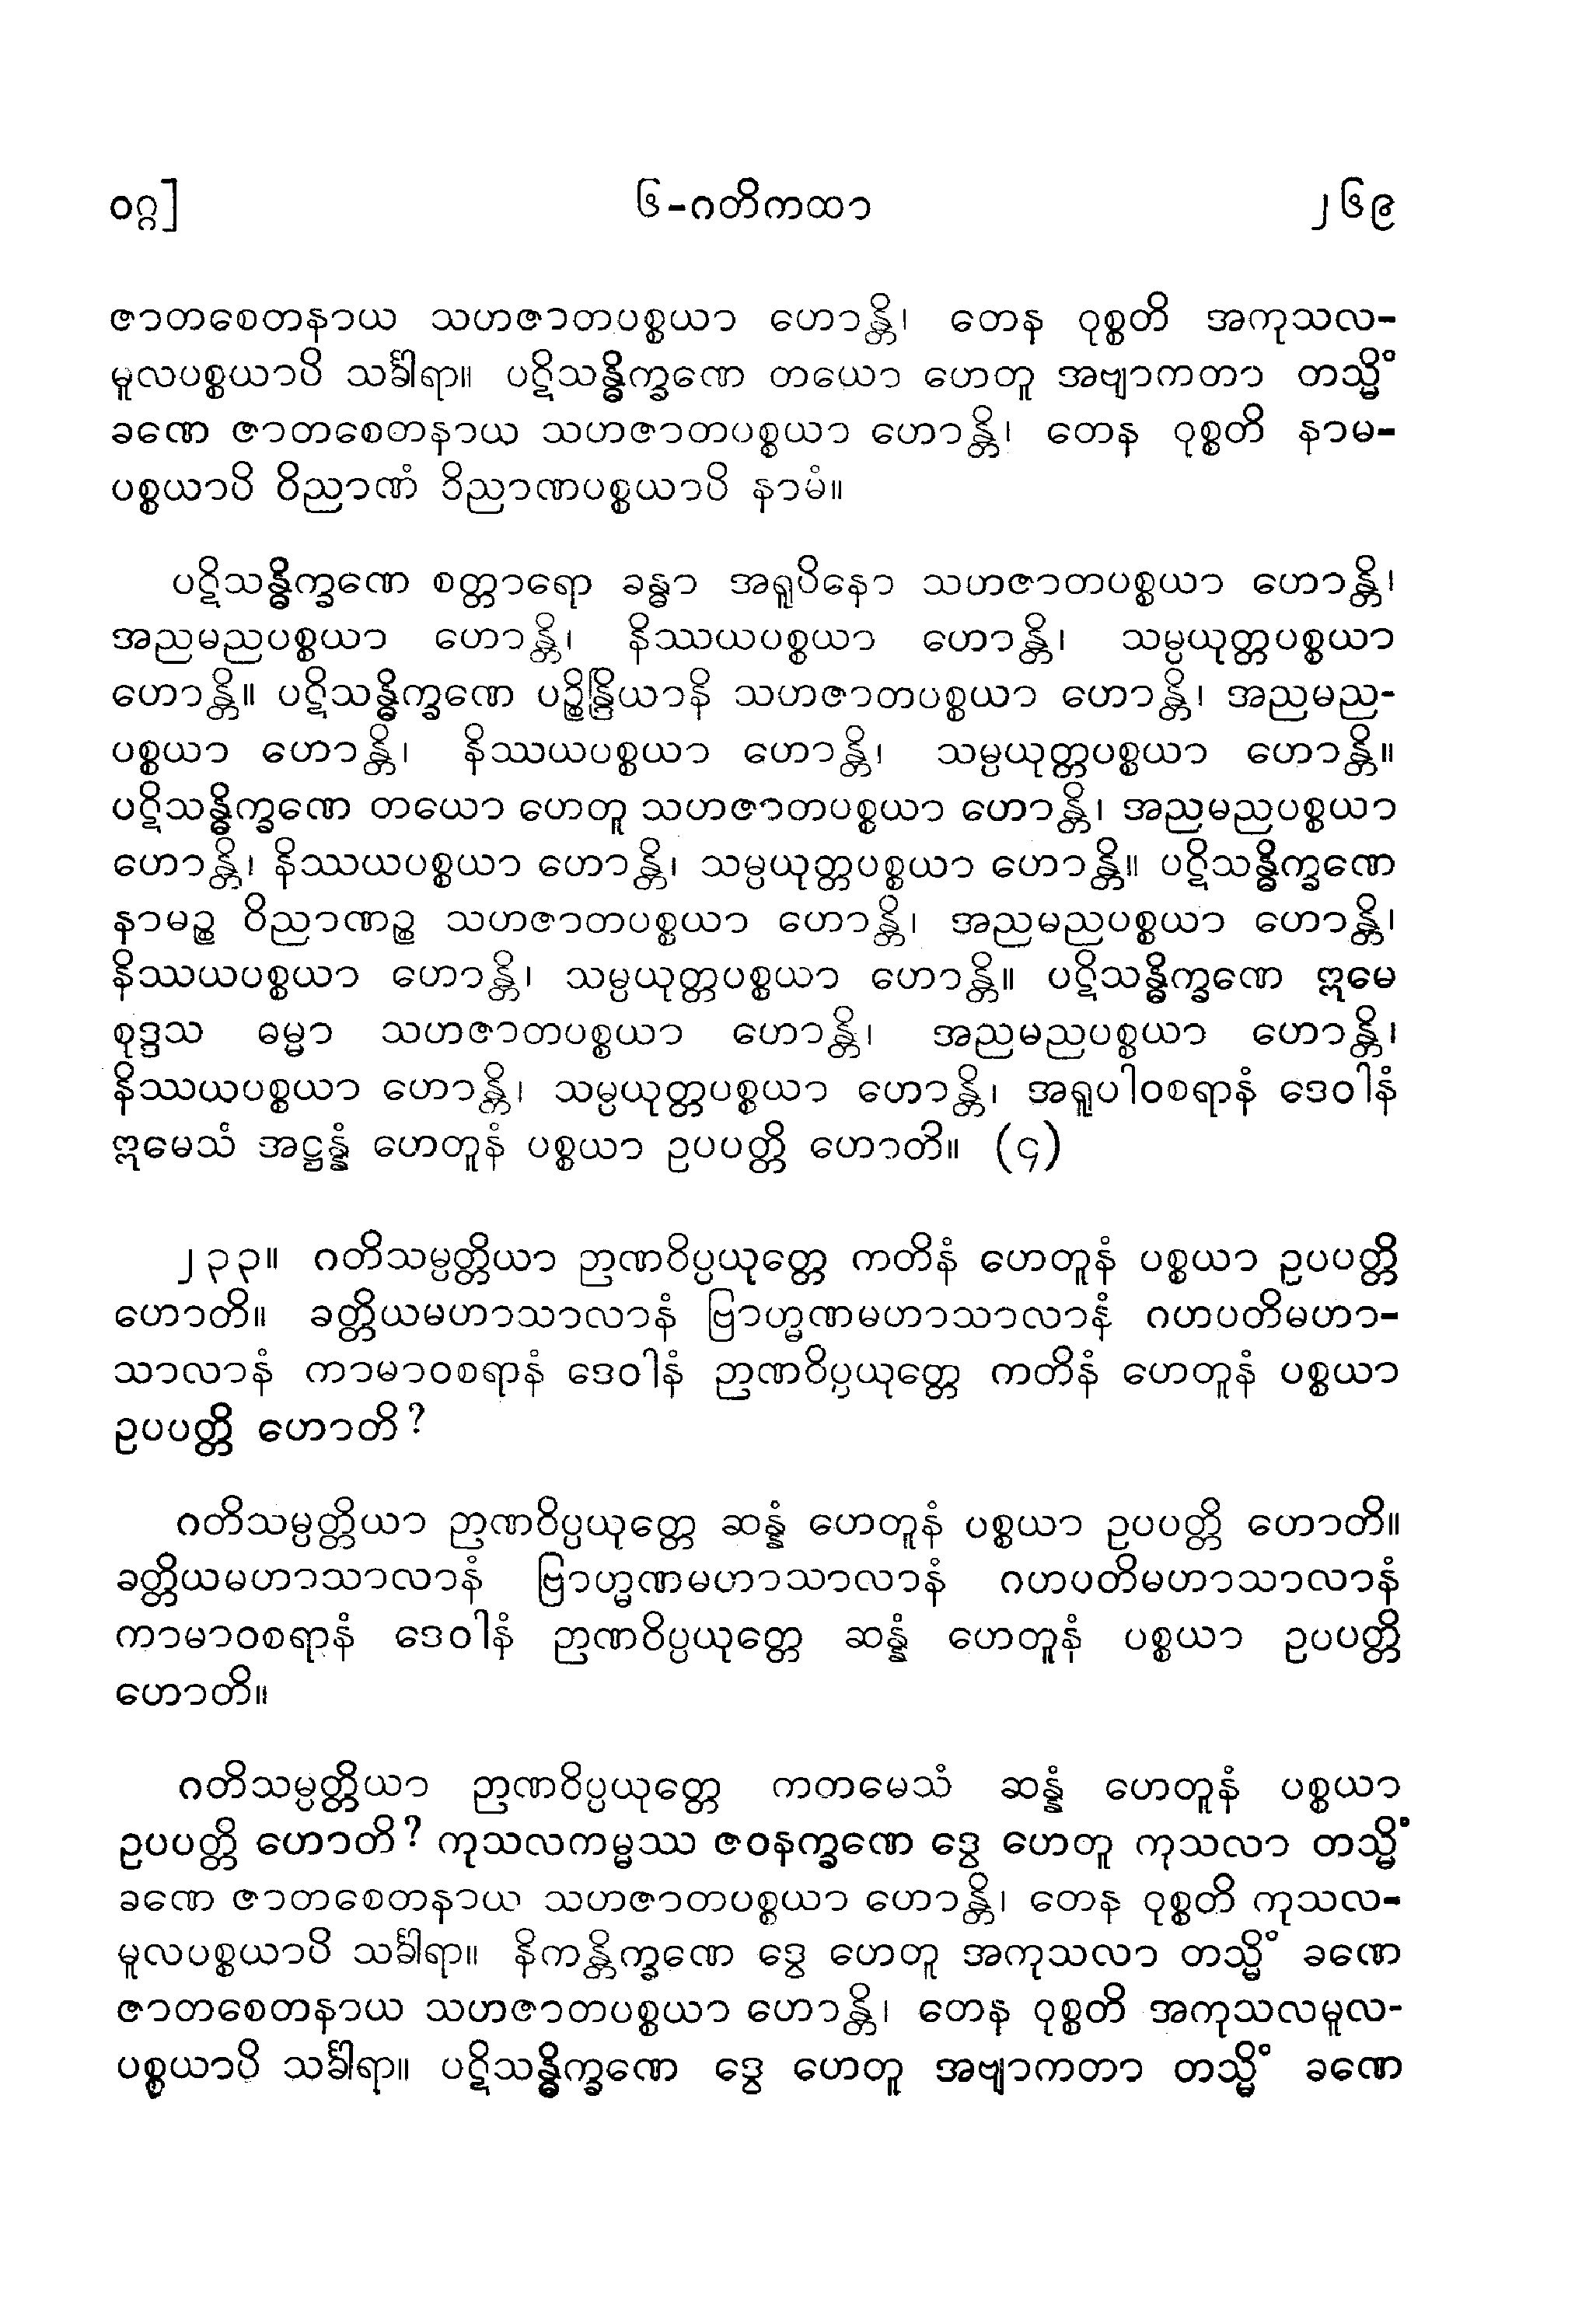 ဝဂ္ဂ]
၆-ဂတိကထာ
၂၆၉
ဇာတစေတနာယ သဟဇာတပစ္စယာ ဟောန္တိ၊ တေန ဝုစ္စတိ အကုသလ-
မူလပစ္စယာပိ သင်္ခါရာ။ ပဋိသန္ဓိက္ခဏေ တယော ဟေတူ အဗျာကတာ တသ္မိံ
ခဏေ ဇာတစေတနာယ သဟဇာတပစ္စယာ ဟောန္တိ၊ တေန ဝုစ္စတိ နာမ-
ပစ္စယာပိ ဝိညာဏံ ဝိညာဏပစ္စယာပိ နာမံ။
ပဋိသန္ဓိက္ခဏေ စတ္တာရော ခန္ဓာ အရူပိနော သဟဇာတပစ္စယာ ဟောန္တိ၊
အညမညပစ္စယာ ဟောန္တိ၊ နိဿယပစ္စယာ ဟောန္တိ၊ သမ္ပယုတ္တပစ္စယာ
ဟောန္တိ။ ပဋိသန္ဓိက္ခဏေ ပဉ္စိန္ဒြိယာနိ သဟဇာတပစ္စယာ ဟောန္တိ၊ အညမည-
ပစ္စယာ ဟောန္တိ၊ နိဿယပစ္စယာ ဟောန္တိ၊ သမ္ပယုတ္တပစ္စယာ ဟောန္တိ။
ပဋိသန္ဓိက္ခဏေ တယော ဟေတူ သဟဇာတပစ္စယာ ဟောန္တိ၊ အညမညပစ္စယာ
ဟောန္တိ၊ နိဿယပစ္စယာ ဟောန္တိ၊ သမ္ပယုတ္တပစ္စယာ ဟောန္တိ။ ပဋိသန္ဓိက္ခဏေ
နာမဉ္စ ဝိညာဏဉ္စ သဟဇာတပစ္စယာ ဟောန္တိ၊ အညမညပစ္စယာ ဟောန္တိ၊
နိဿယပစ္စယာ ဟောန္တိ၊ သမ္ပယုတ္တပစ္စယာ ဟောန္တိ။ ပဋိသန္ဓိက္ခဏေ ဣမေ
စုဒ္ဒသ ဓမ္မာ သဟဇာတပစ္စယာ ဟောန္တိ၊ အညမညပစ္စယာ ဟောန္တိ၊
နိဿယပစ္စယာ ဟောန္တိ၊ သမ္ပယုတ္တပစ္စယာ ဟောန္တိ၊ အရူပါဝစရာနံ ဒေဝါနံ
ဣမေသံ အဋ္ဌန္နံ ဟေတူနံ ပစ္စယာ ဥပပတ္တိ ဟောတိ။ (၄)
၂၃၃။ ဂတိသမ္ပတ္တိယာ ဉာဏဝိပ္ပယုတ္တေ ကတိနံ ဟေတူနံ ပစ္စယာ ဥပပတ္တိ
ဟောတိ။ ခတ္တိယမဟာသာလာနံ ဗြာဟ္မဏမဟာသာလာနံ ဂဟပတိမဟာ-
သာလာနံ ကာမာဝစရာနံ ဒေဝါနံ ဉာဏဝိပ္ပယုတ္တေ ကတိနံ ဟေတူနံ ပစ္စယာ
ဥပပတ္တိ ဟောတိ?
ဂတိသမ္ပတ္တိယာ ဉာဏဝိပ္ပယုတ္တေ ဆန္နံ ဟေတူနံ ပစ္စယာ ဥပပတ္တိ ဟောတိ။
ခတ္တိယမဟာသာလာနံ ဗြာဟ္မဏမဟာသာလာနံ ဂဟပတိမဟာသာလာနံ
ကာမာဝစရာနံ ဒေဝါနံ ဉာဏဝိပ္ပယုတ္တေ ဆန္နံ ဟေတူနံ ပစ္စယာ ဥပပတ္တိ
ဟောတိ။
ဂတိသမ္ပတ္တိယာ ဉာဏဝိပ္ပယုတ္တေ ကတမေသံ ဆန္နံ ဟေတူနံ ပစ္စယာ
ဥပပတ္တိ ဟောတိ? ကုသလကမ္မဿ ဇဝနက္ခဏေ ဒွေ ဟေတူ ကုသလာ တသ္မိံ
ခဏေ ဇာတစေတနာယ သဟဇာတပစ္စယာ ဟောန္တိ၊ တေန ဝုစ္စတိ ကုသလ-
မူလပစ္စယာပိ သင်္ခါရာ။ နိကန္တိက္ခဏေ ဒွေ ဟေတူ အကုသလာ တသ္မိံ ခဏေ
ဇာတစေတနာယ သဟဇာတပစ္စယာ ဟောန္တိ၊ တေန ဝုစ္စတိ အကုသလမူလ-
ပစ္စယာပိ သင်္ခါရာ။ ပဋိသန္ဓိက္ခဏေ ဒွေ ဟေတူ အဗျာကတာ တသ္မိံ ခဏေ